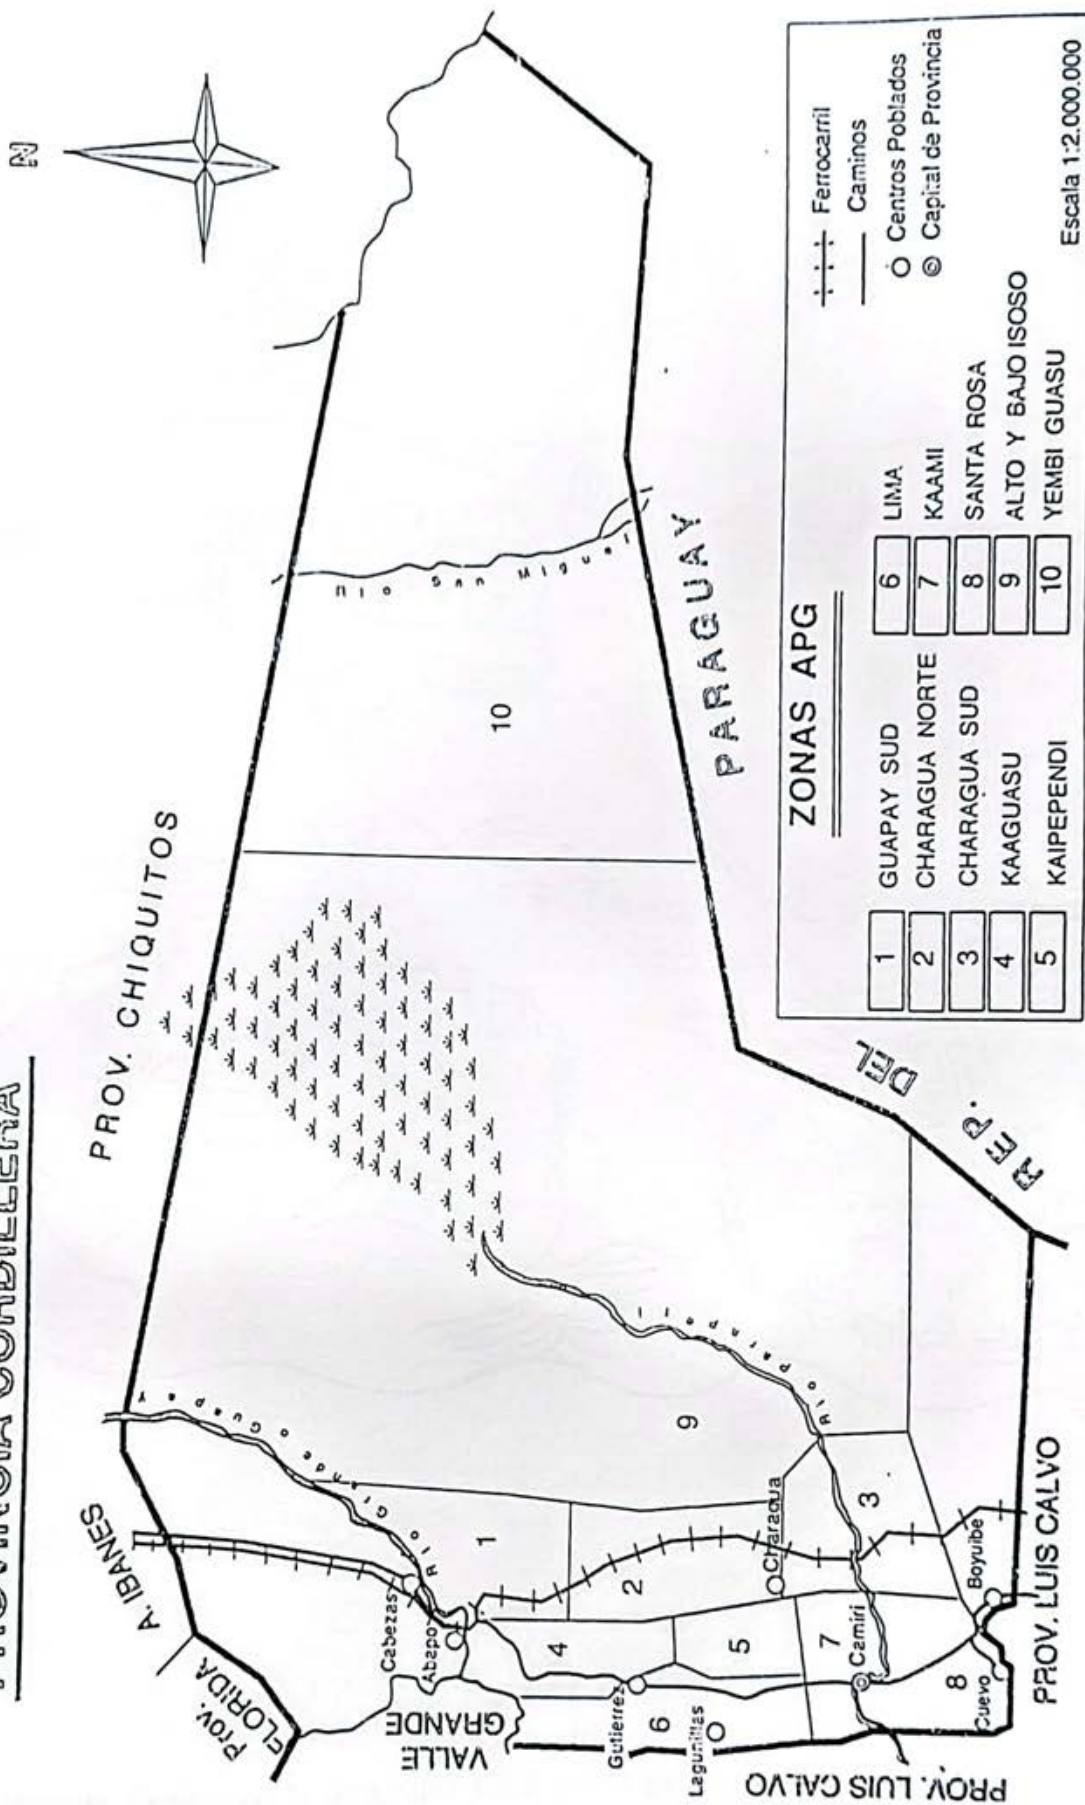 PROVINCIA CORDILLERA
N
PROV. CHIQUITOS
A. IBANES
Prov.
FLORIDA
VALLE
GRANDE
PROV. LUIS CALVO
PROV. LUIS CALVO
REP. DEL PARAGUAY
Rio Grande o Guapay
Rio Parapeti
Cabezas
Abapo
Gutierrez
Lagunillas
Charagua
Camiri
Boyuibe
Cuevo
1
2
3
4
5
6
7
8
9
10
ZONAS APG
1 GUAPAY SUD
2 CHARAGUA NORTE
3 CHARAGUA SUD
4 KAAGUASU
5 KAIPEPENDI
6 LIMA
7 KAAMI
8 SANTA ROSA
9 ALTO Y BAJO ISOSO
10 YEMBI GUASU
Ferrocarril
Caminos
Centros Poblados
Capital de Provincia
Escala 1:2.000.000